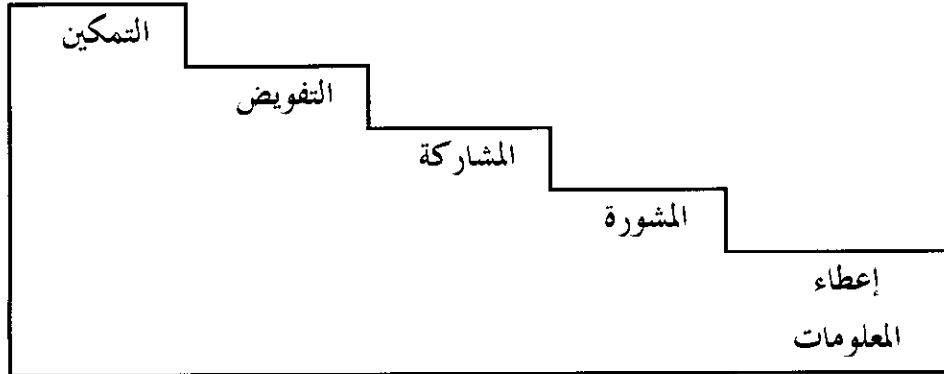 التمكين
التفويض
المشاركة
المشورة
إعطاء
المعلومات